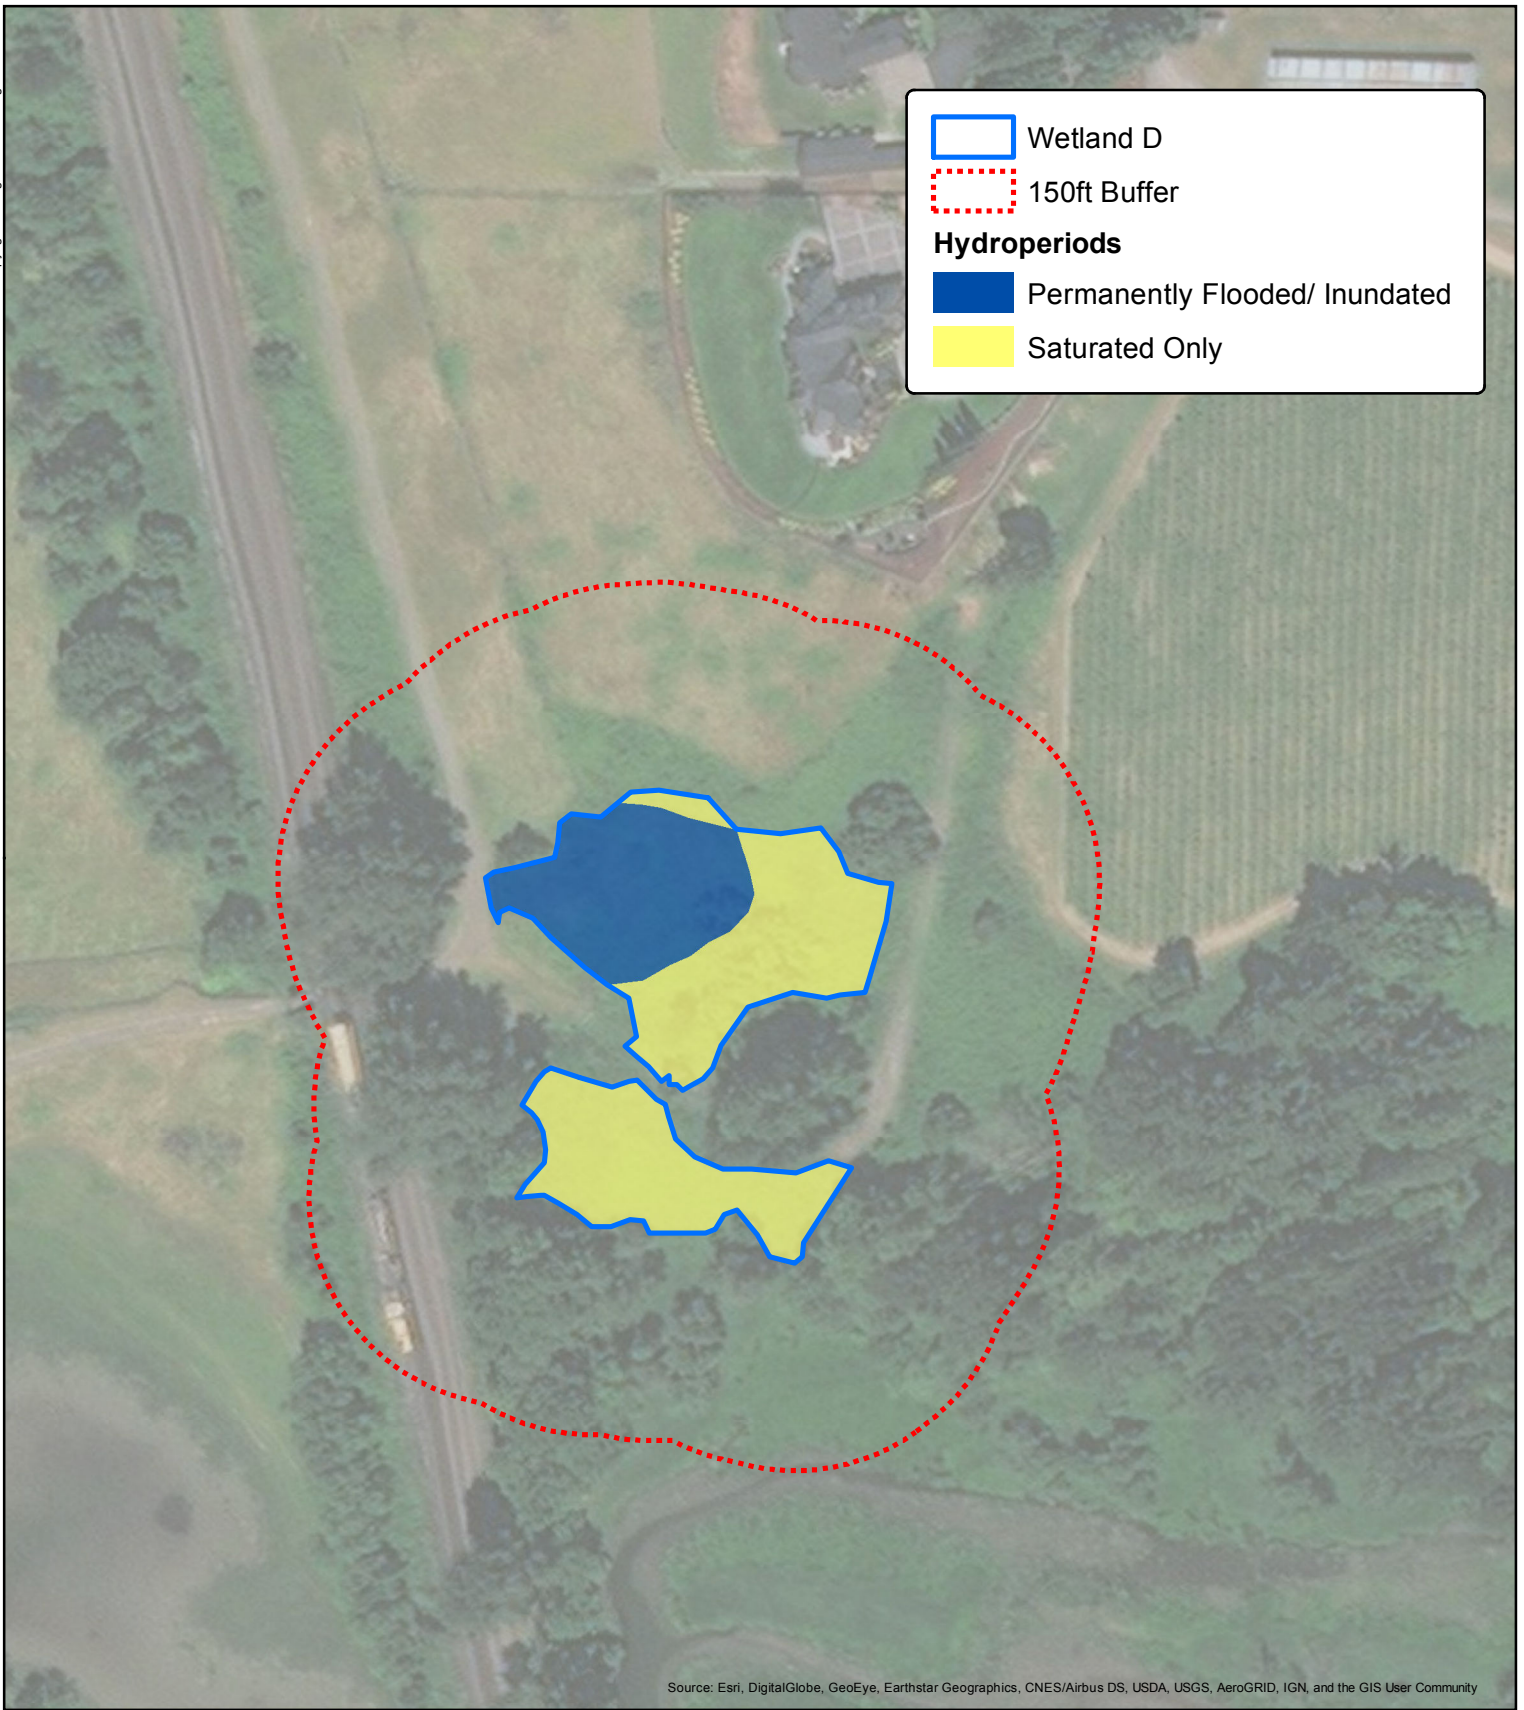 Wetland D
150ft Buffer
Hydroperiods
Permanently Flooded/ Inundated
Saturated Only
Source: Esri, DigitalGlobe, GeoEye, Earthstar Geographics, CNES/Airbus DS, USDA, USGS, AeroGRID, IGN, and the GIS User Community